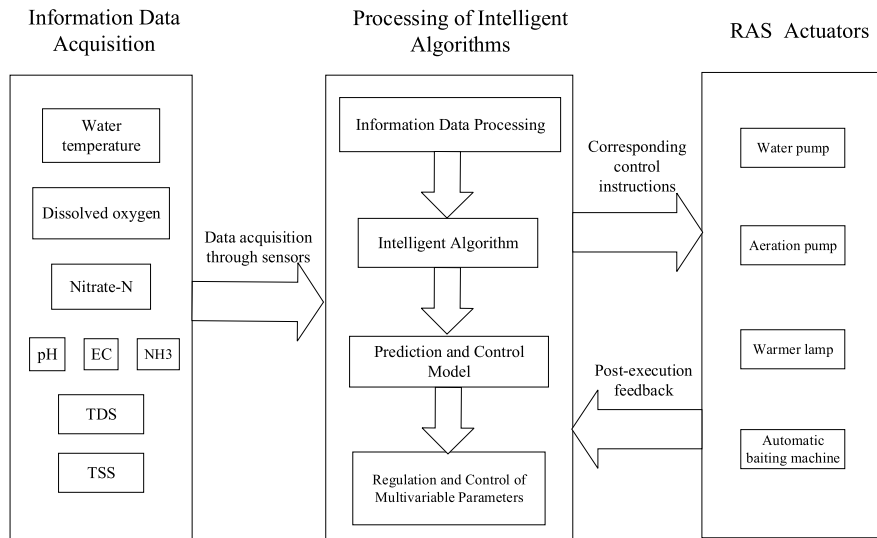 Information Data
Acquisition
Water
temperature
Dissolved oxygen
Nitrate-N
pH
EC
NH3
TDS
TSS
Data acquisition
through sensors
Processing of Intelligent
Algorithms
Information Data Processing
Intelligent Algorithm
Prediction and Control
Model
Regulation and Control of
Multivariable Parameters
Corresponding
control
instructions
Post-execution
feedback
RAS Actuators
Water pump
Aeration pump
Warmer lamp
Automatic
baiting machine